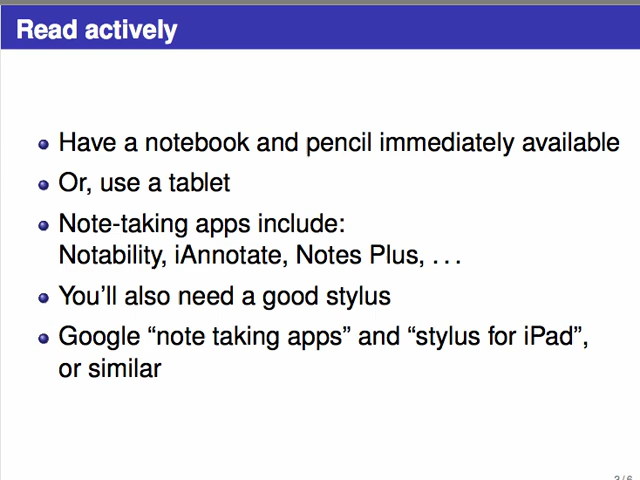 Read actively
Have a notebook and pencil immediately available
Or, use a tablet
Note-taking apps include:
Notability, iAnnotate, Notes Plus, . . .
You'll also need a good stylus
Google “note taking apps” and “stylus for iPad”,
or similar